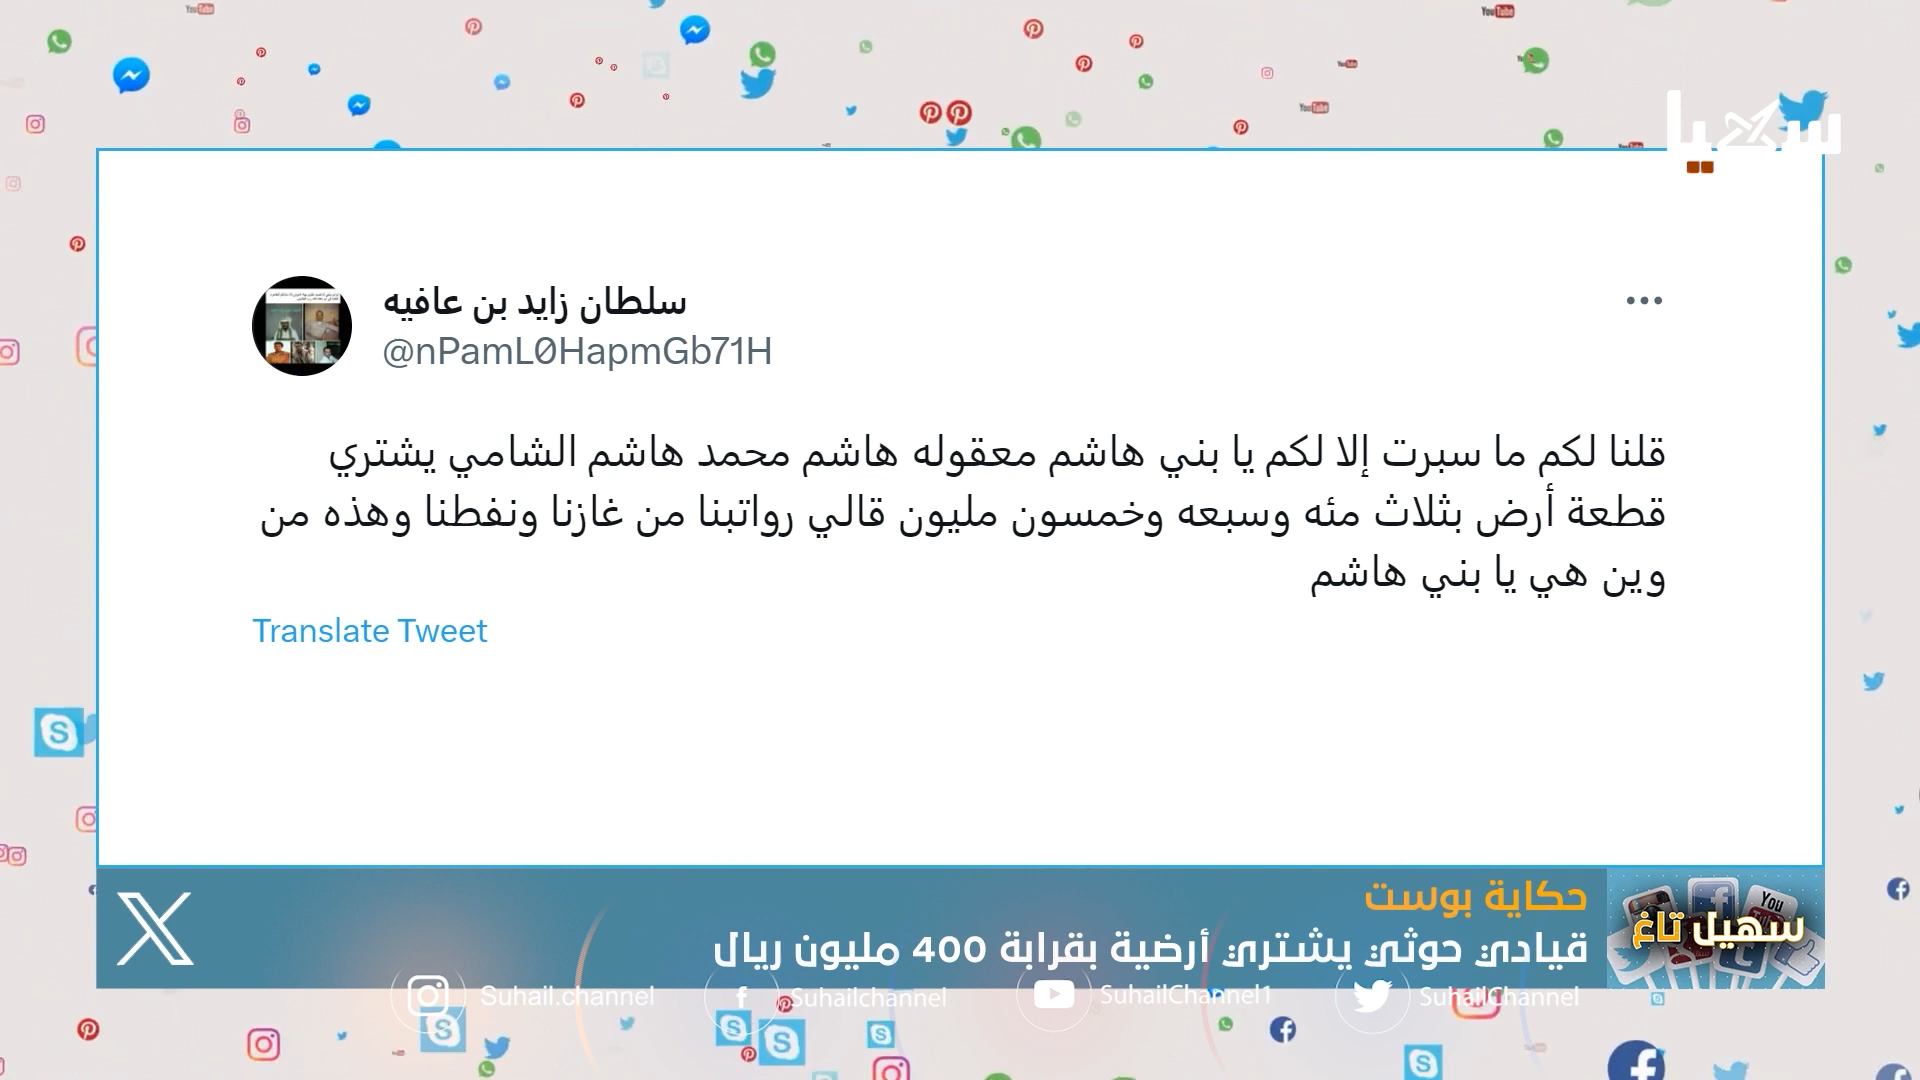 سهيل
سلطان زايد بن عافيه
@nPamL0HapmGb71H
قلنا لكم ما سبرت إلا لكم يا بني هاشم معقوله هاشم محمد هاشم الشامي يشتري
قطعة أرض بثلاث مئه وسبعه وخمسون مليون قالي رواتبنا من غازنا ونفطنا وهذه من
وين هي يا بني هاشم
Translate Tweet
حكاية بوست
قيادي حوثي يشتري أرضية بقرابة 400 مليون ريال
سهيل تاغ
Suhail.channel
Suhailchannel
SuhailChannel1
SuhailChannel